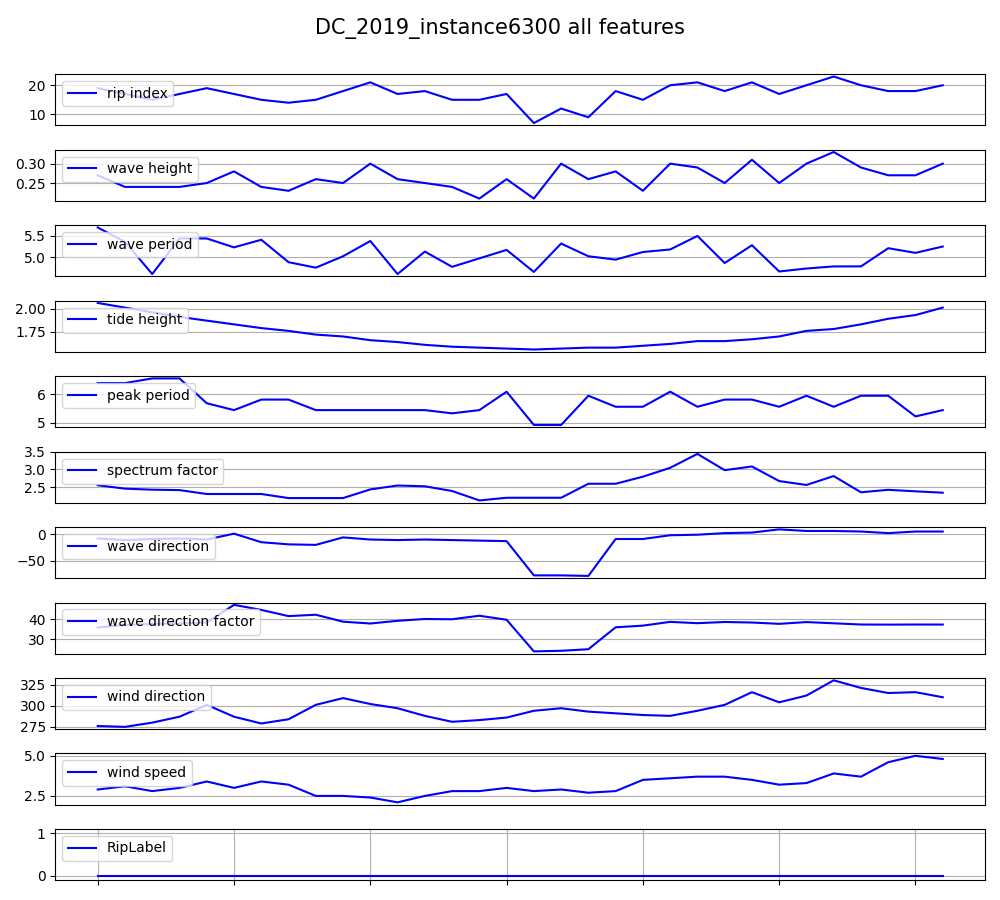 DC_2019_instance6300 all features
20
10
rip index
0.30
0.25
wave height
5.5
5.0
wave period
2.00
1.75
tide height
6
5
peak period
3.5
3.0
2.5
spectrum factor
0
−50
wave direction
40
30
wave direction factor
325
300
275
wind direction
5.0
2.5
wind speed
1
0
RipLabel